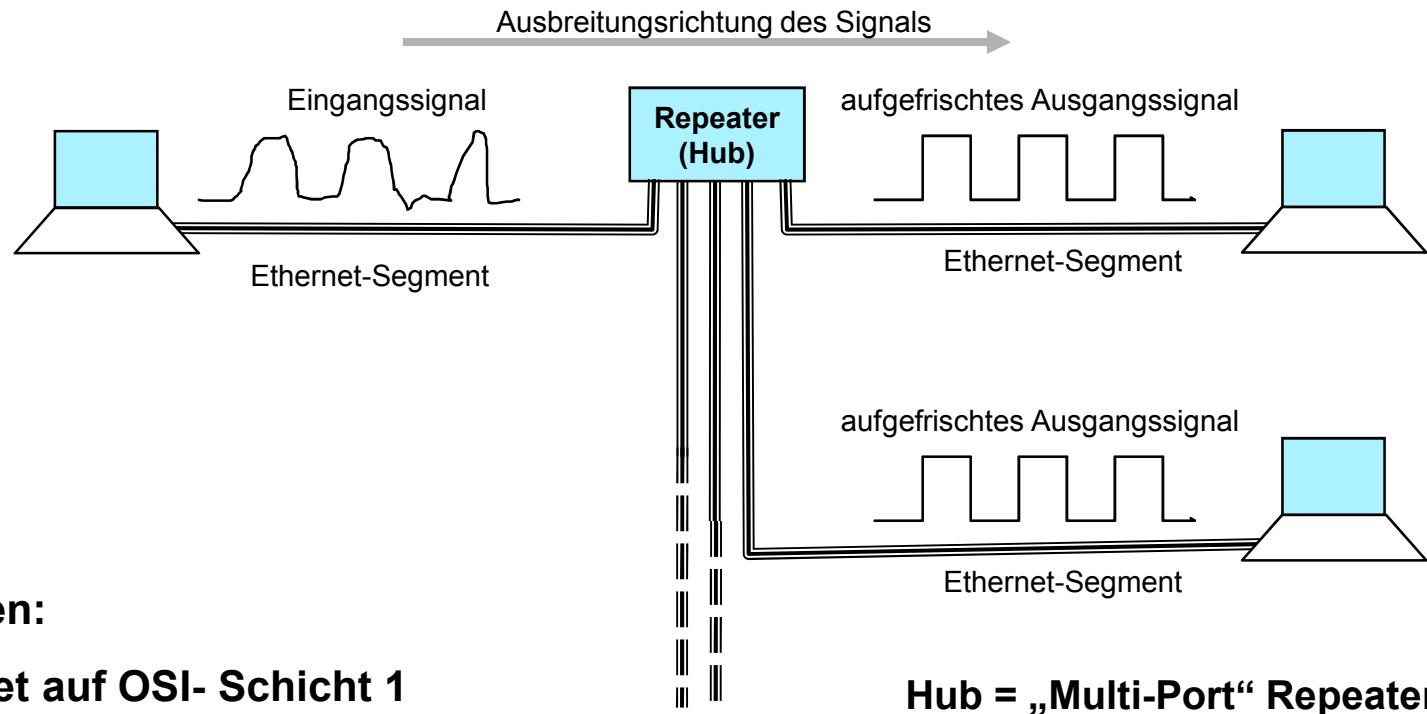 Ausbreitungsrichtung des Signals
Eingangssignal
Repeater
(Hub)
aufgefrischtes Ausgangssignal
Ethernet-Segment
Ethernet-Segment
aufgefrischtes Ausgangssignal
Ethernet-Segment
en:
et auf OSI- Schicht 1
Hub = „Multi-Port“ Repeater